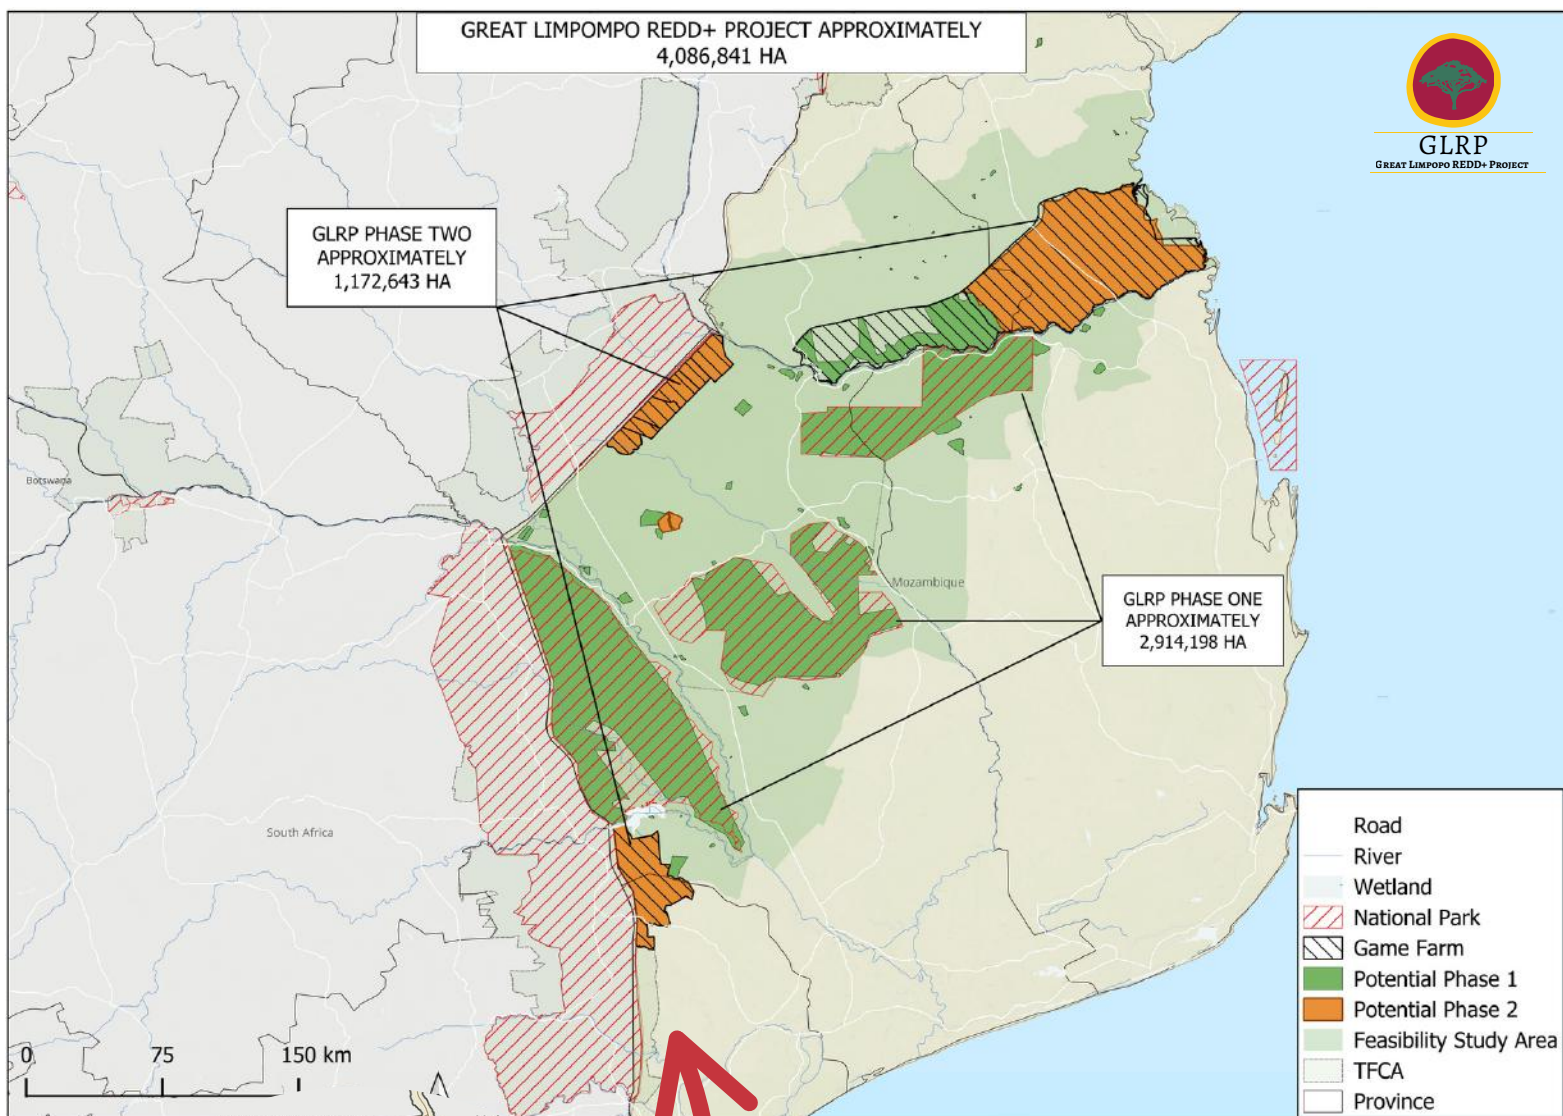 GREAT LIMPOMPO REDD+ PROJECT APPROXIMATELY
4,086,841 HA
GLRP
GREAT LIMPOPO REDD+ PROJECT
GLRP PHASE TWO
APPROXIMATELY
1,172,643 HA
Botswana
Mozambique
GLRP PHASE ONE
APPROXIMATELY
2,914,198 HA
South Africa
Road
River
Wetland
National Park
Game Farm
Potential Phase 1
Potential Phase 2
Feasibility Study Area
TFCA
Province
0 75 150 km